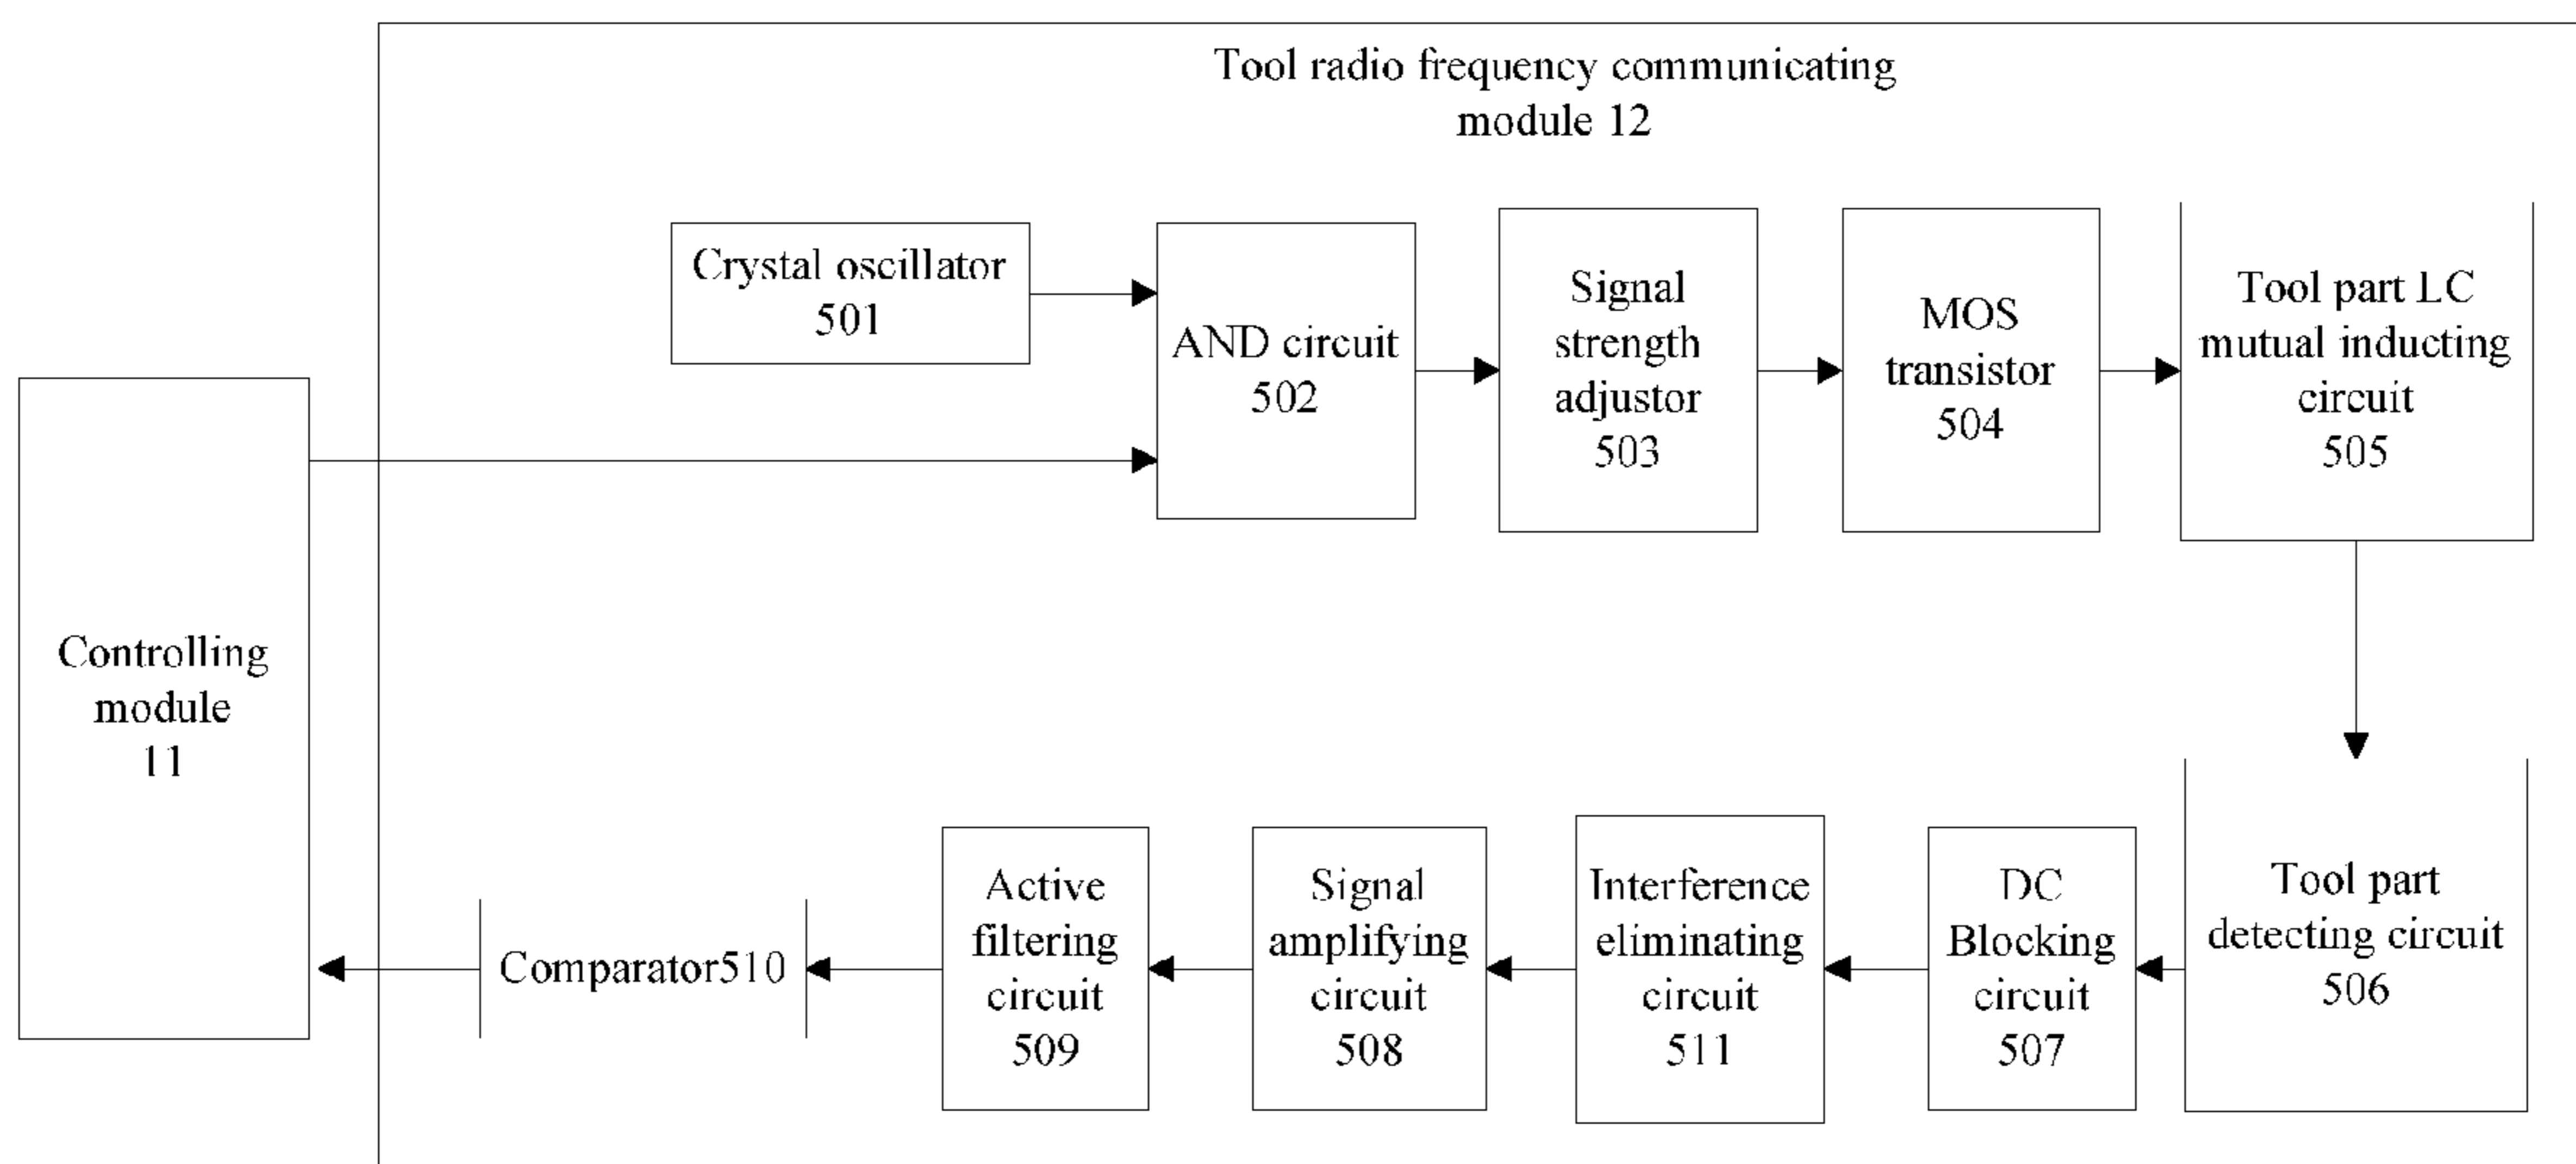 Tool radio frequency communicating
module 12
Crystal oscillator
501
AND circuit
502
Signal
strength
adjustor
503
MOS
transistor
504
Tool part LC
mutual inducting
circuit
505
Controlling
module
11
Comparator510
Active
filtering
circuit
509
Signal
amplifying
circuit
508
Interference
eliminating
circuit
511
DC
Blocking
circuit
507
Tool part
detecting circuit
506